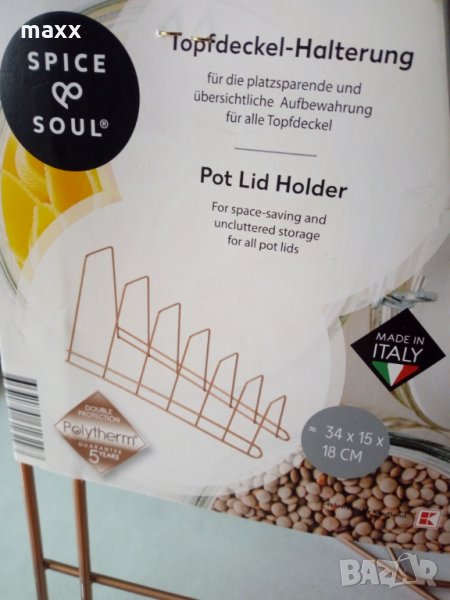 maxx
SPICE
&
SOUL®
Topfdeckel-Halterung
für die platzsparende und
übersichtliche Aufbewahrung
für alle Topfdeckel
Pot Lid Holder
For space-saving and
uncluttered storage
for all pot lids
MADE IN
ITALY
DOUBLE
PROTECTION
Polytherm®
GUARANTEE
5 YEARS
= 34 x 15 x
18 CM
K
BAZAR